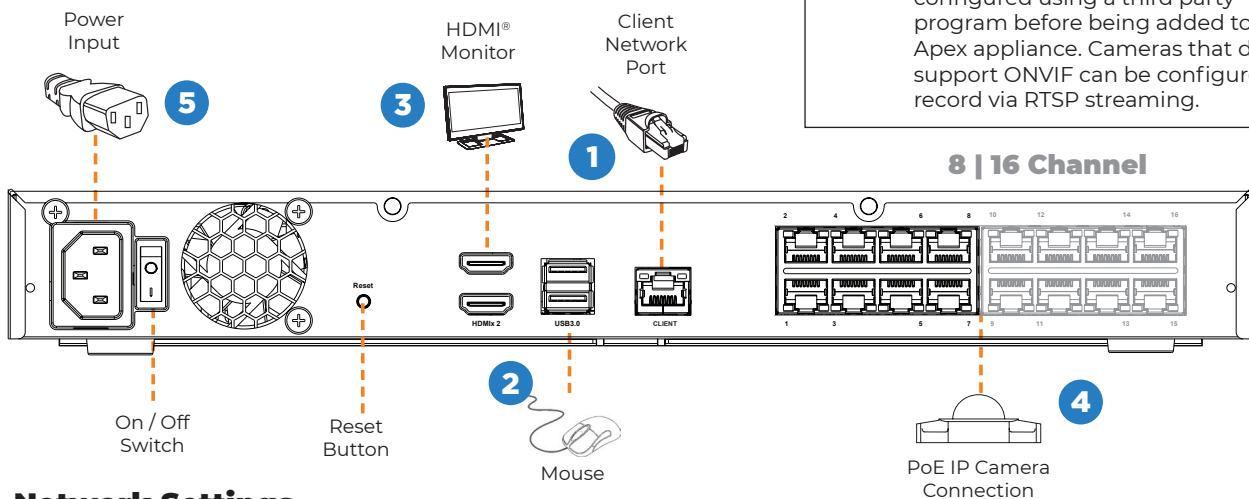 configured using a third party
program before being added to
Apex appliance. Cameras that d
support ONVIF can be configure
record via RTSP streaming.
Power
Input
5
HDMI®
Monitor
3
Client
Network
Port
1
8 | 16 Channel
2 4 6 8 10 12 14 16
Reset
HDMIx 2
USB3.0
CLIENT
1 3 5 7 9 11 13 15
On / Off
Switch
Reset
Button
2
Mouse
4
PoE IP Camera
Connection
Network Settings